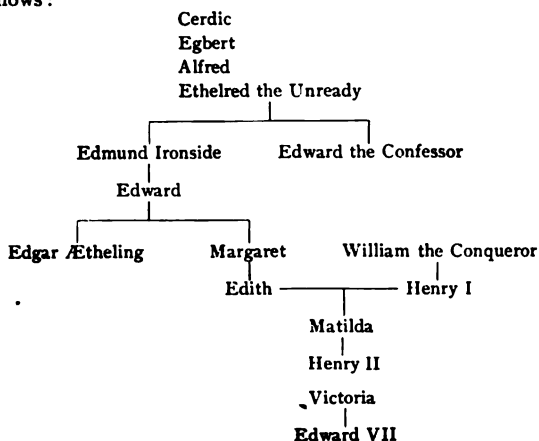 Cerdic
Egbert
Alfred
Ethelred the Unready
Edmund Ironside Edward the Confessor
Edward
Edgar Ætheling Margaret William the Conqueror
Edith Henry I
Matilda
Henry II
Victoria
Edward VII